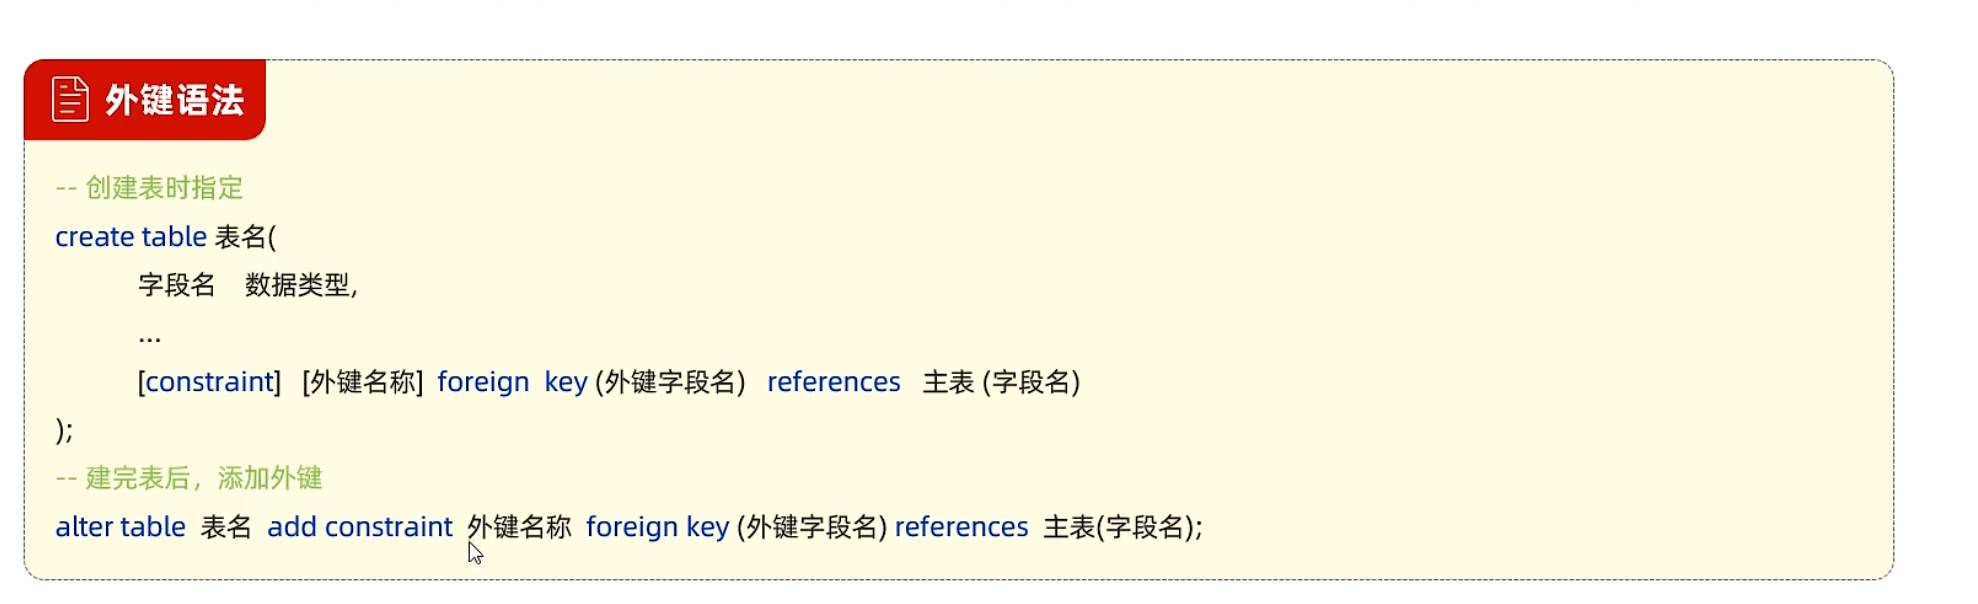 外键语法
-- 创建表时指定
create table 表名(
字段名 数据类型,
...
[constraint] [外键名称] foreign key (外键字段名) references 主表 (字段名)
);
-- 建完表后，添加外键
alter table 表名 add constraint 外键名称 foreign key (外键字段名) references 主表(字段名);